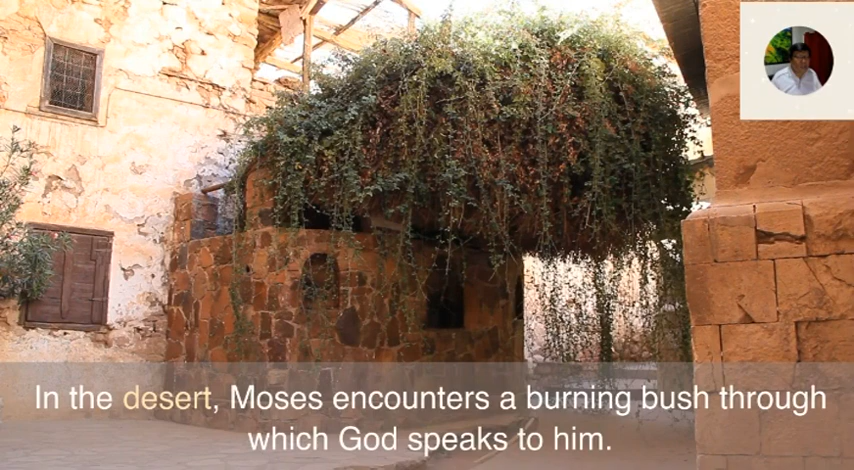 In the desert, Moses encounters a burning bush through
which God speaks to him.